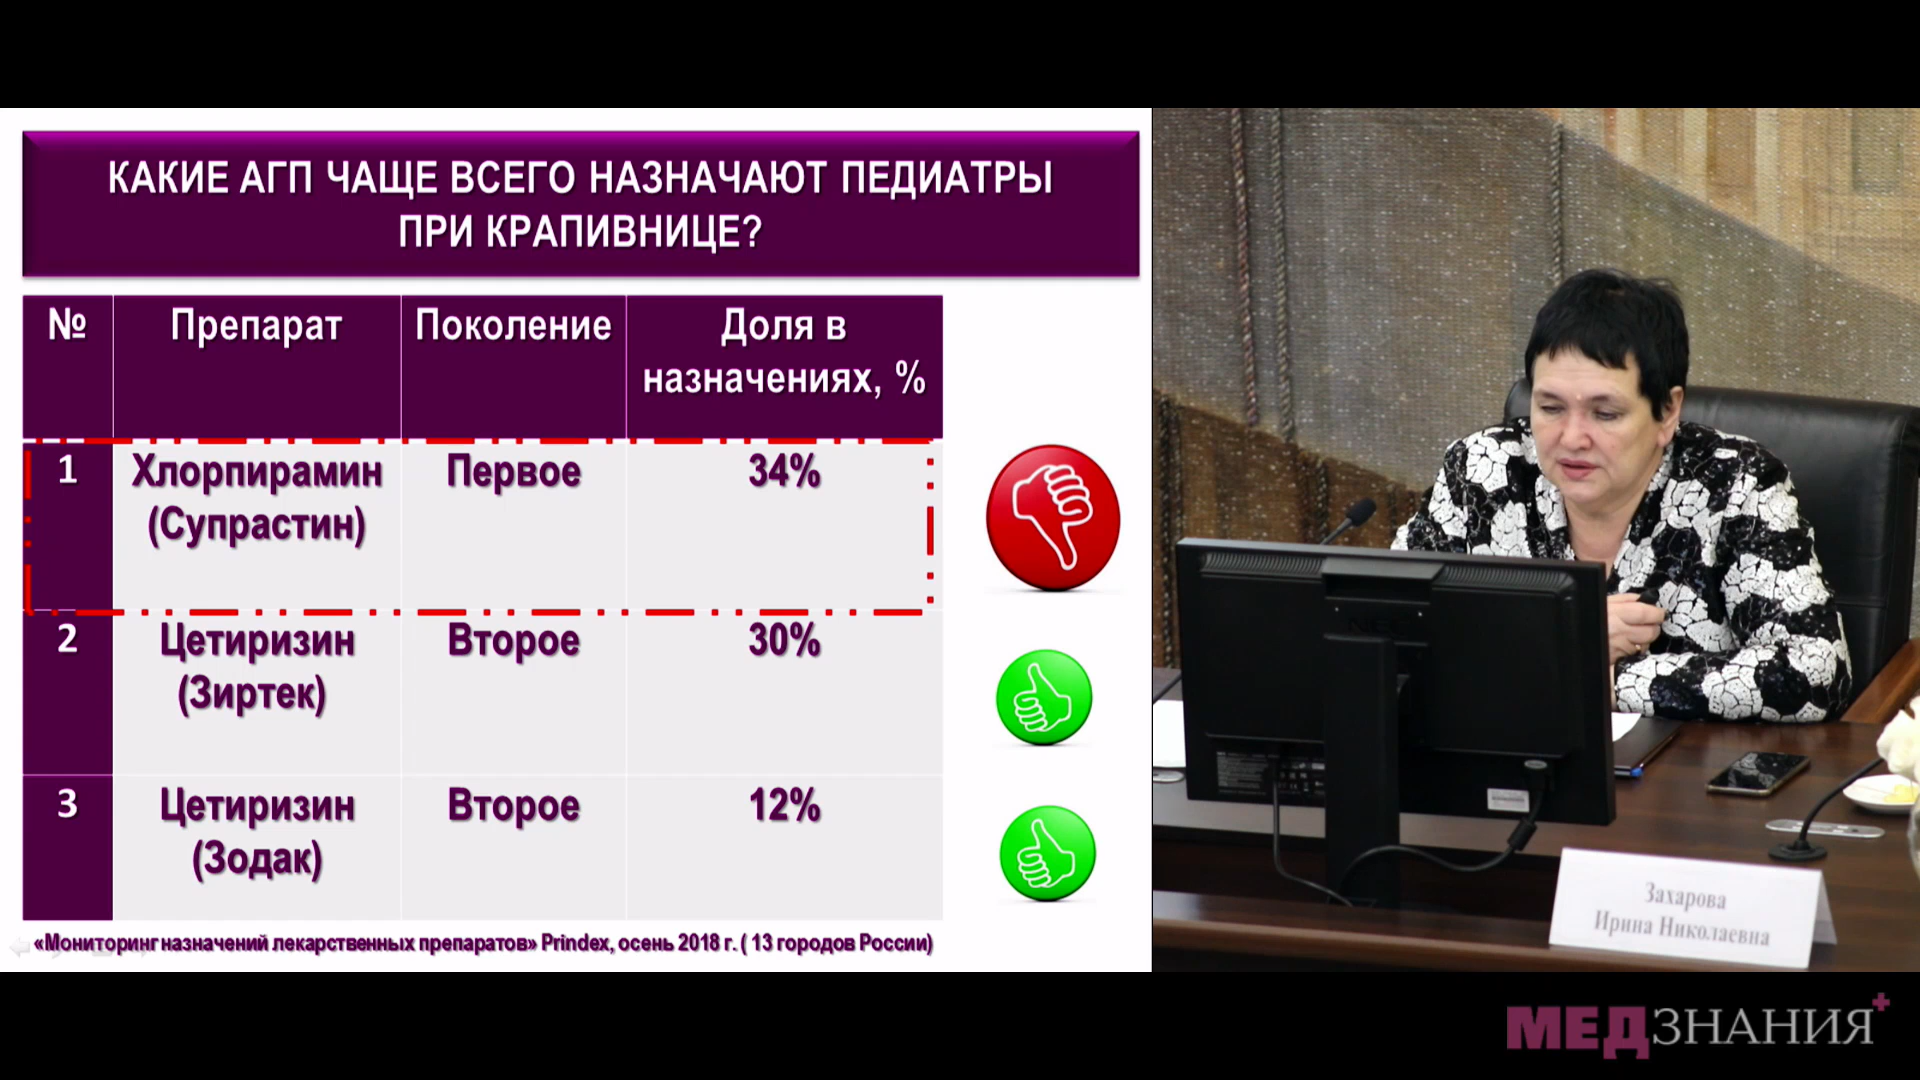 КАКИЕ АГП ЧАЩЕ ВСЕГО НАЗНАЧАЮТ ПЕДИАТРЫ
ПРИ КРАПИВНИЦЕ?
№ Препарат Поколение Доля в
назначениях, %
1 Хлорпирамин Первое 34%
(Супрастин)
2 Цетиризин Второе 30%
(Зиртек)
3 Цетиризин Второе 12%
(Зодак)
«Мониторинг назначений лекарственных препаратов» Prindex, осень 2018 г. ( 13 городов России)
NEC
Захарова
Ирина Николаевна
МЕДЗНАНИЯ+